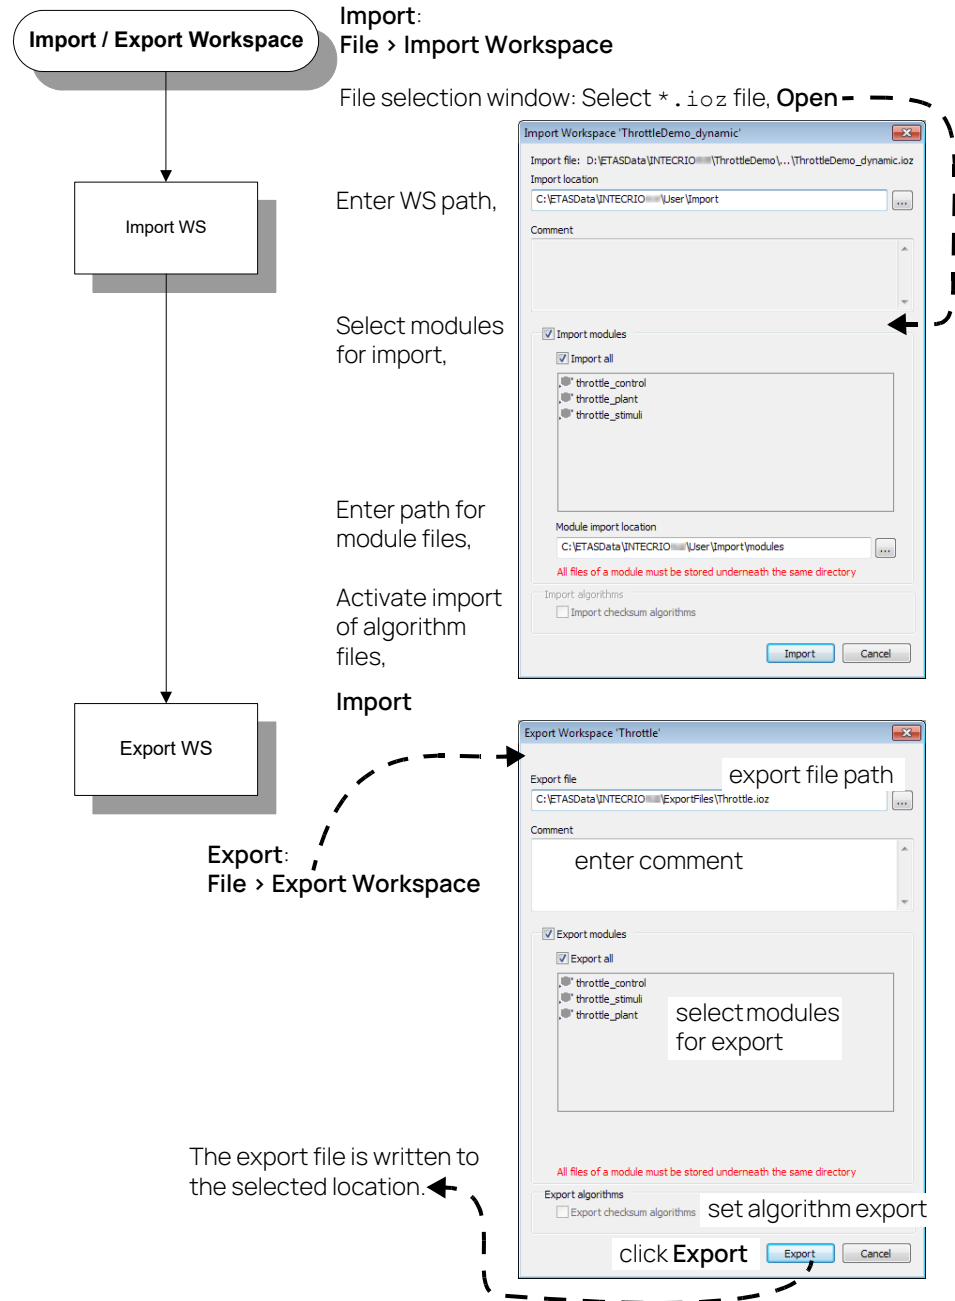 Import / Export Workspace
Import:
File > Import Workspace
File selection window: Select *.ioz file, Open
Import Workspace 'ThrottleDemo_dynamic'
Import file: D:\ETASData\INTECRIO \ThrottleDemo\...\ThrottleDemo_dynamic.ioz
Import location
C:\ETASData\INTECRIO \User\Import
...
Enter WS path,
Import WS
Comment
Select modules
for import,
Import modules
Import all
throttle_control
throttle_plant
throttle_stimuli
Enter path for
module files,
Module import location
C:\ETASData\INTECRIO \User\Import\modules
...
All files of a module must be stored underneath the same directory
Activate import
of algorithm
files,
Import algorithms
Import checksum algorithms
Import Cancel
Import
Export WS
Export Workspace 'Throttle'
export file path
Export file
C:\ETASData\INTECRIO \ExportFiles\Throttle.ioz
...
Comment
enter comment
Export:
File > Export Workspace
Export modules
Export all
throttle_control
throttle_stimuli
throttle_plant
select modules
for export
The export file is written to
the selected location.
All files of a module must be stored underneath the same directory
Export algorithms
Export checksum algorithms
set algorithm export
click Export
Export Cancel